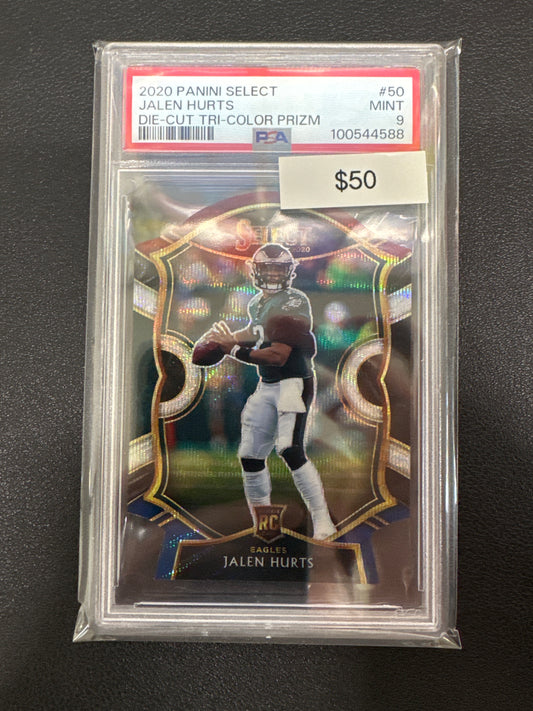 2020 PANINI SELECT #50
JALEN HURTS MINT
DIE-CUT TRI-COLOR PRIZM 9
PSA 100544588
$50
SELECT
2020
2
RC
EAGLES
JALEN HURTS